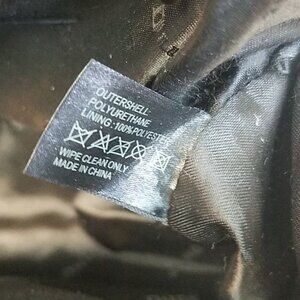 OUTERSHELL:
POLYURETHANE
LINING :100%POLYESTER
WIPE CLEAN ONLY
MADE IN CHINA